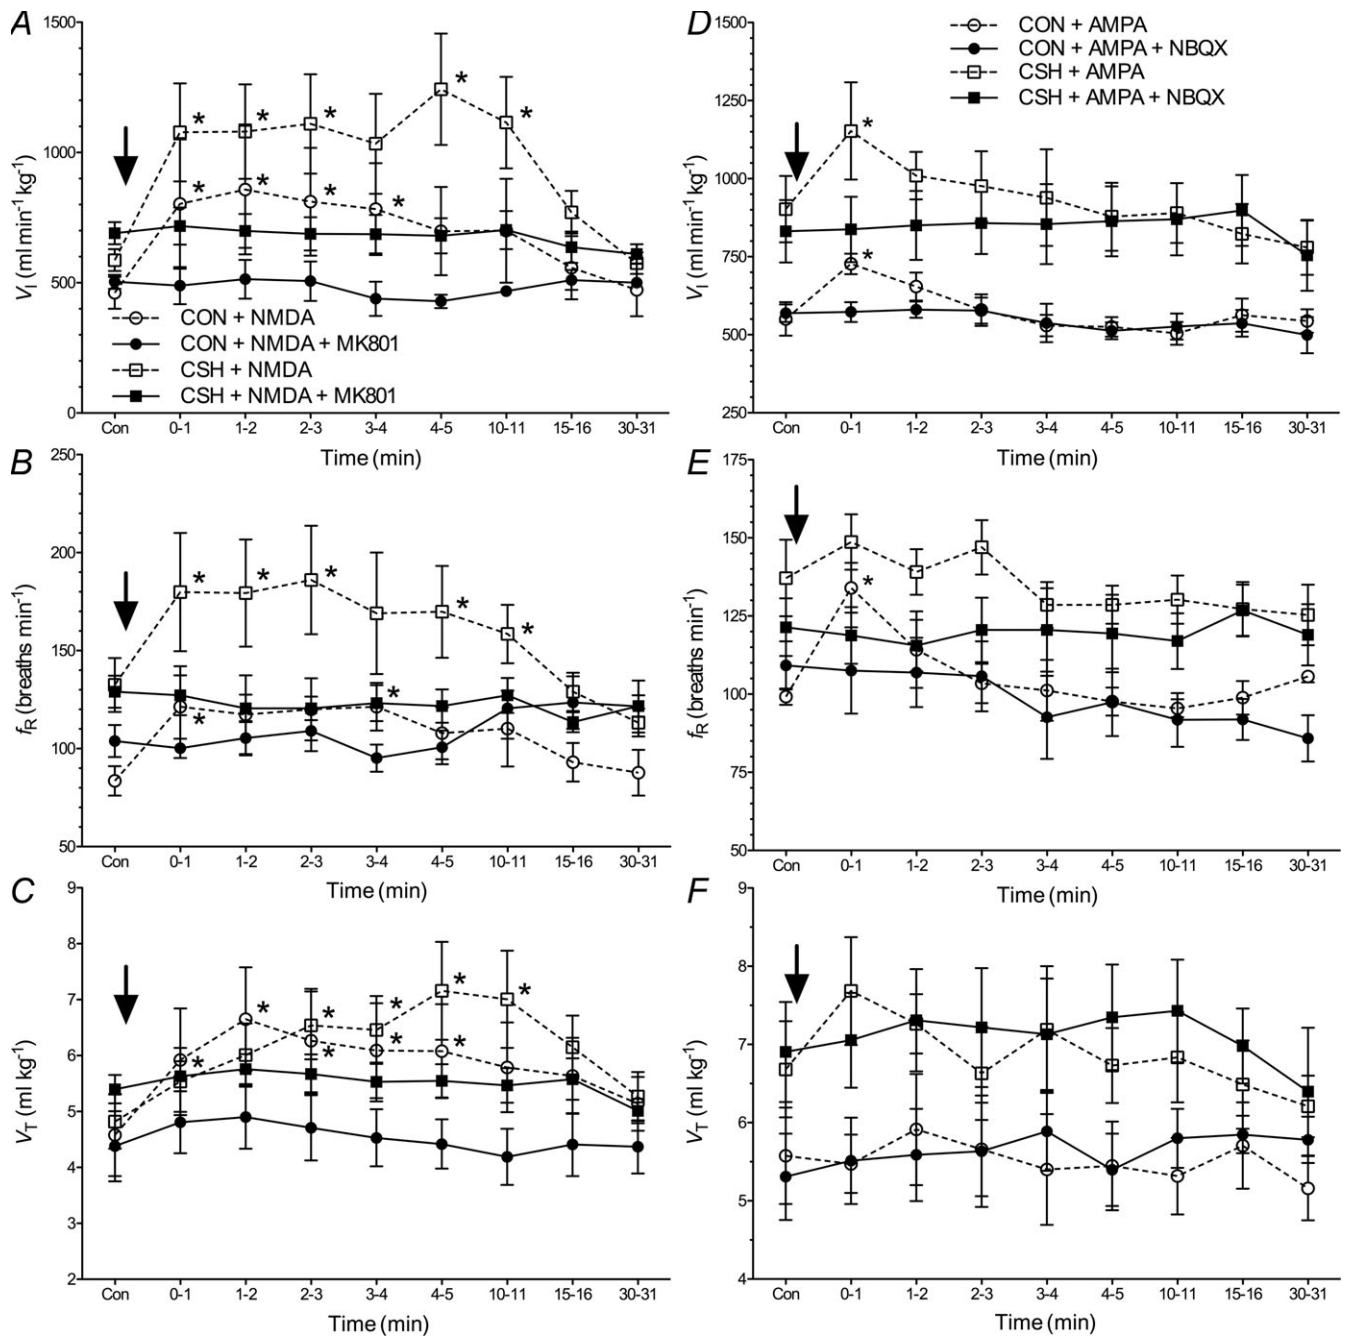 A
1500
1000
500
0
V_I (ml min⁻¹ kg⁻¹)
* * * * * * * * *
CON + NMDA
CON + NMDA + MK801
CSH + NMDA
CSH + NMDA + MK801
Con 0-1 1-2 2-3 3-4 4-5 10-11 15-16 30-31
Time (min)
B
250
200
150
100
50
f_R (breaths min⁻¹)
* * * * * * *
Con 0-1 1-2 2-3 3-4 4-5 10-11 15-16 30-31
Time (min)
C
9
8
7
6
5
4
3
2
V_T (ml kg⁻¹)
* * * * * * * * *
Con 0-1 1-2 2-3 3-4 4-5 10-11 15-16 30-31
Time (min)
D
1500
1250
1000
750
500
250
V_I (ml min⁻¹ kg⁻¹)
CON + AMPA
CON + AMPA + NBQX
CSH + AMPA
CSH + AMPA + NBQX
* *
Con 0-1 1-2 2-3 3-4 4-5 10-11 15-16 30-31
Time (min)
E
175
150
125
100
75
50
f_R (breaths min⁻¹)
*
Con 0-1 1-2 2-3 3-4 4-5 10-11 15-16 30-31
Time (min)
F
9
8
7
6
5
4
V_T (ml kg⁻¹)
Con 0-1 1-2 2-3 3-4 4-5 10-11 15-16 30-31
Time (min)